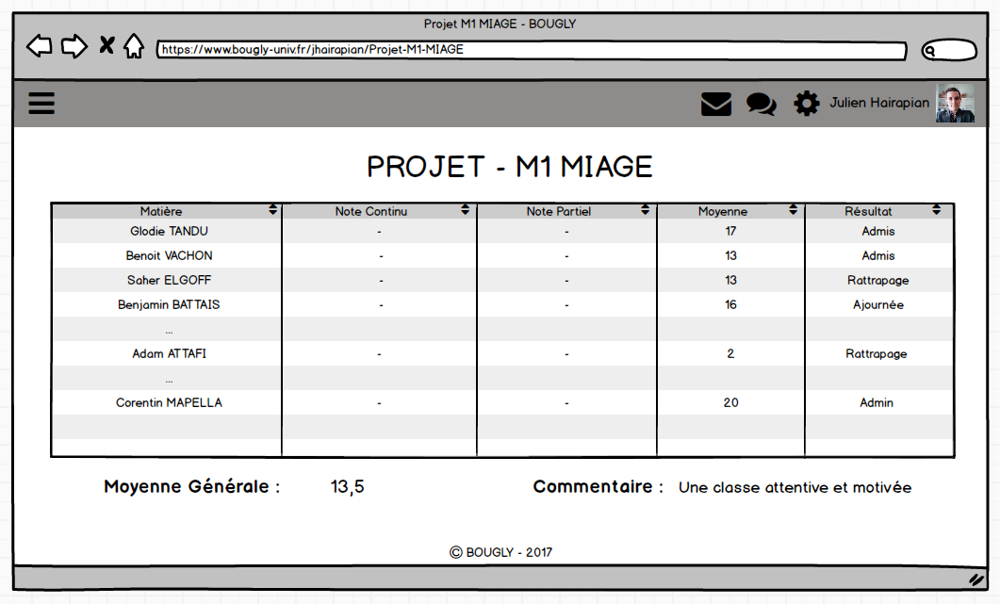 Projet M1 MIAGE - BOUGLY
https://www.bougly-univ.fr/jhairapian/Projet-M1-MIAGE
Julien Hairapian
PROJET - M1 MIAGE
Matière Note Continu Note Partiel Moyenne Résultat
Glodie TANDU - - 17 Admis
Benoit VACHON - - 13 Admis
Saher ELGOFF - - 13 Rattrapage
Benjamin BATTAIS - - 16 Ajournée
...
Adam ATTAFI - - 2 Rattrapage
...
Corentin MAPELLA - - 20 Admin
Moyenne Générale : 13,5 Commentaire : Une classe attentive et motivée
© BOUGLY - 2017